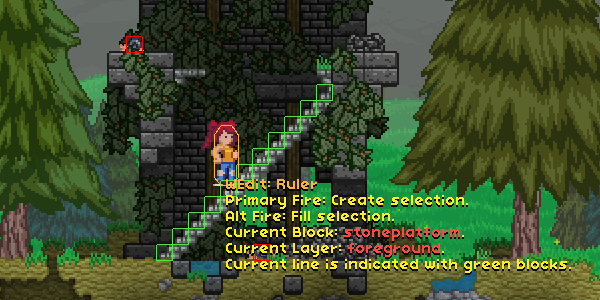 WEdit: Ruler
Primary Fire: Create selection.
Alt Fire: Fill selection.
Current Block: stoneplatform.
Current Layer: foreground.
Current line is indicated with green blocks.